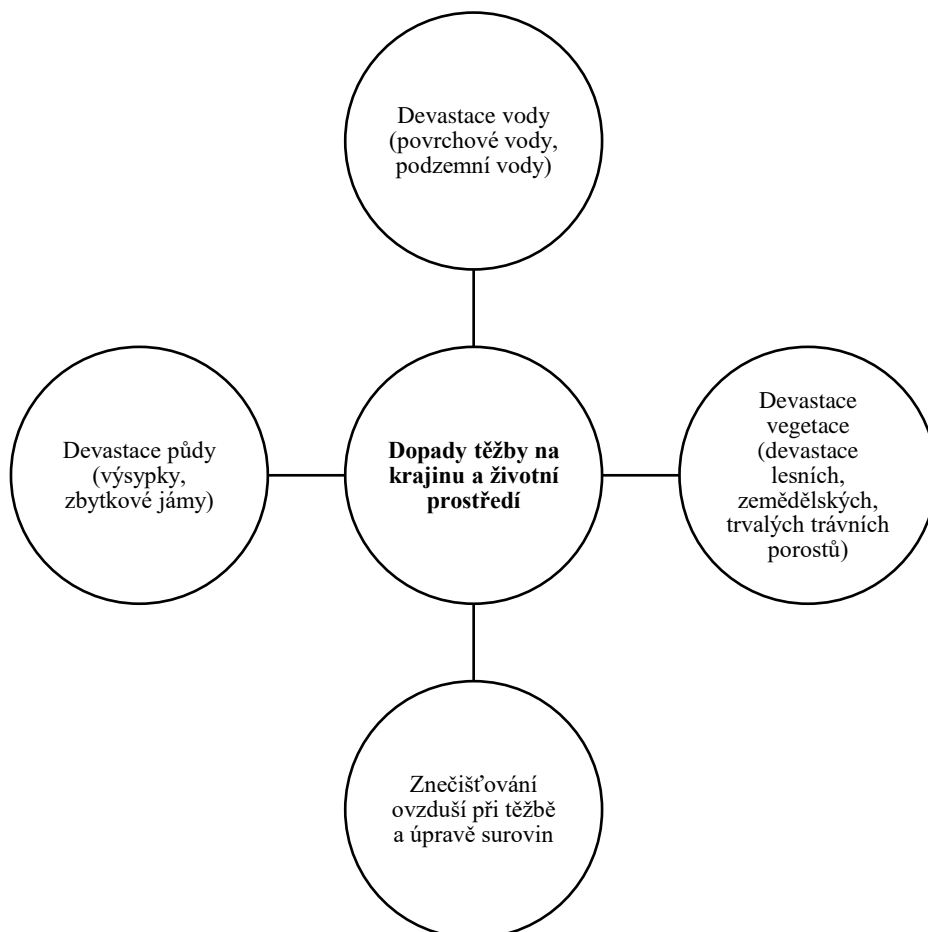 Devastace vody
(povrchové vody,
podzemní vody)
Devastace půdy
(výsypky,
zbytkové jámy)
Dopady těžby na
krajinu a životní
prostředí
Devastace
vegetace
(devastace
lesních,
zemědělských,
trvalých trávních
porostů)
Znečišťování
ovzduší při těžbě
a úpravě surovin